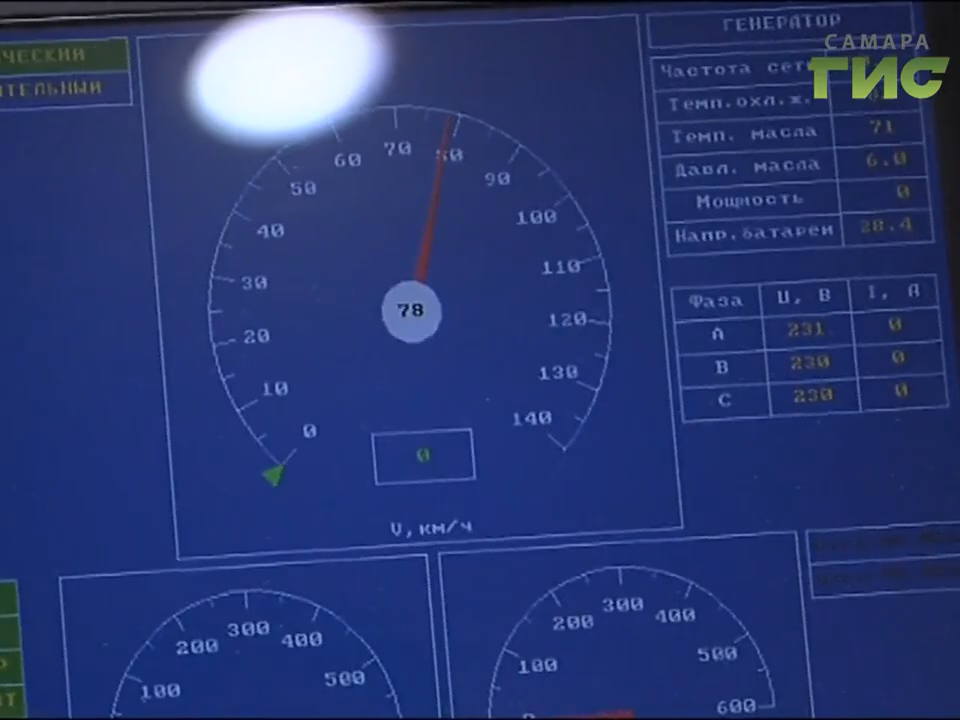 ГЕНЕРАТОР
САМАРА
ГИС
ЧЕСКИЙ
ТЕЛЬНЫЙ
Частота сет
Темп.охл.ж.
Темп. масла 71
Давл. масла 6.0
Мощность 0
Напр.батареи 28.4
60 70 80
50 90
40 100
30 110
20 120
10 130
0 140
78
0
V,км/ч
Фаза U, В I, А
A 231 0
B 230 0
C 230 0
100 200 300 400 500
0 100 200 300 400 500 600